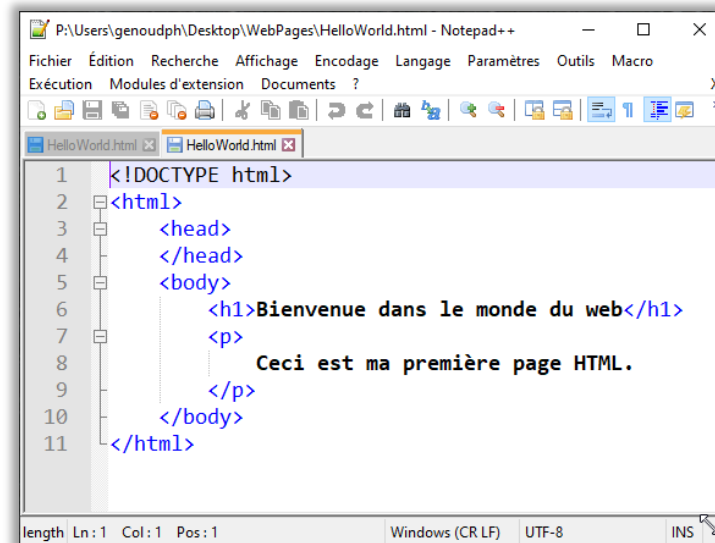 P:\Users\genoudph\Desktop\WebPages\HelloWorld.html - Notepad++
Fichier Édition Recherche Affichage Encodage Langage Paramètres Outils Macro
Exécution Modules d'extension Documents ? X
HelloWorld.html HelloWorld.html
1 <!DOCTYPE html>
2 <html>
3 <head>
4 </head>
5 <body>
6 <h1>Bienvenue dans le monde du web</h1>
7 <p>
8 Ceci est ma première page HTML.
9 </p>
10 </body>
11 </html>
length Ln : 1 Col : 1 Pos : 1 Windows (CR LF) UTF-8 INS